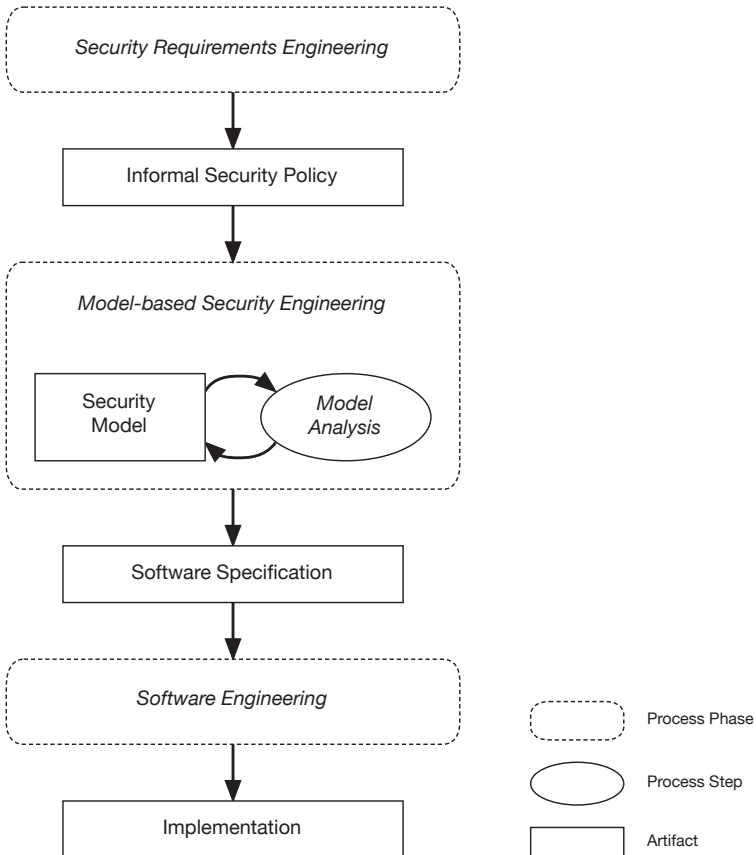 Security Requirements Engineering
Informal Security Policy
Model-based Security Engineering
Security
Model
Model
Analysis
Software Specification
Software Engineering
Implementation
Process Phase
Process Step
Artifact